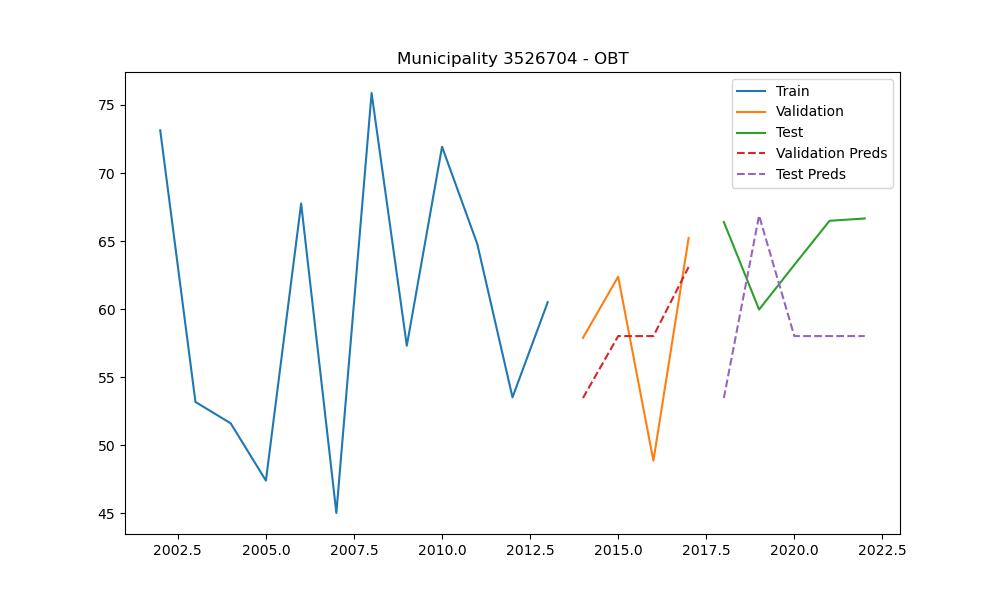 Municipality 3526704 - OBT
Train
Validation
Test
Validation Preds
Test Preds
75
70
65
60
55
50
45
2002.5 2005.0 2007.5 2010.0 2012.5 2015.0 2017.5 2020.0 2022.5